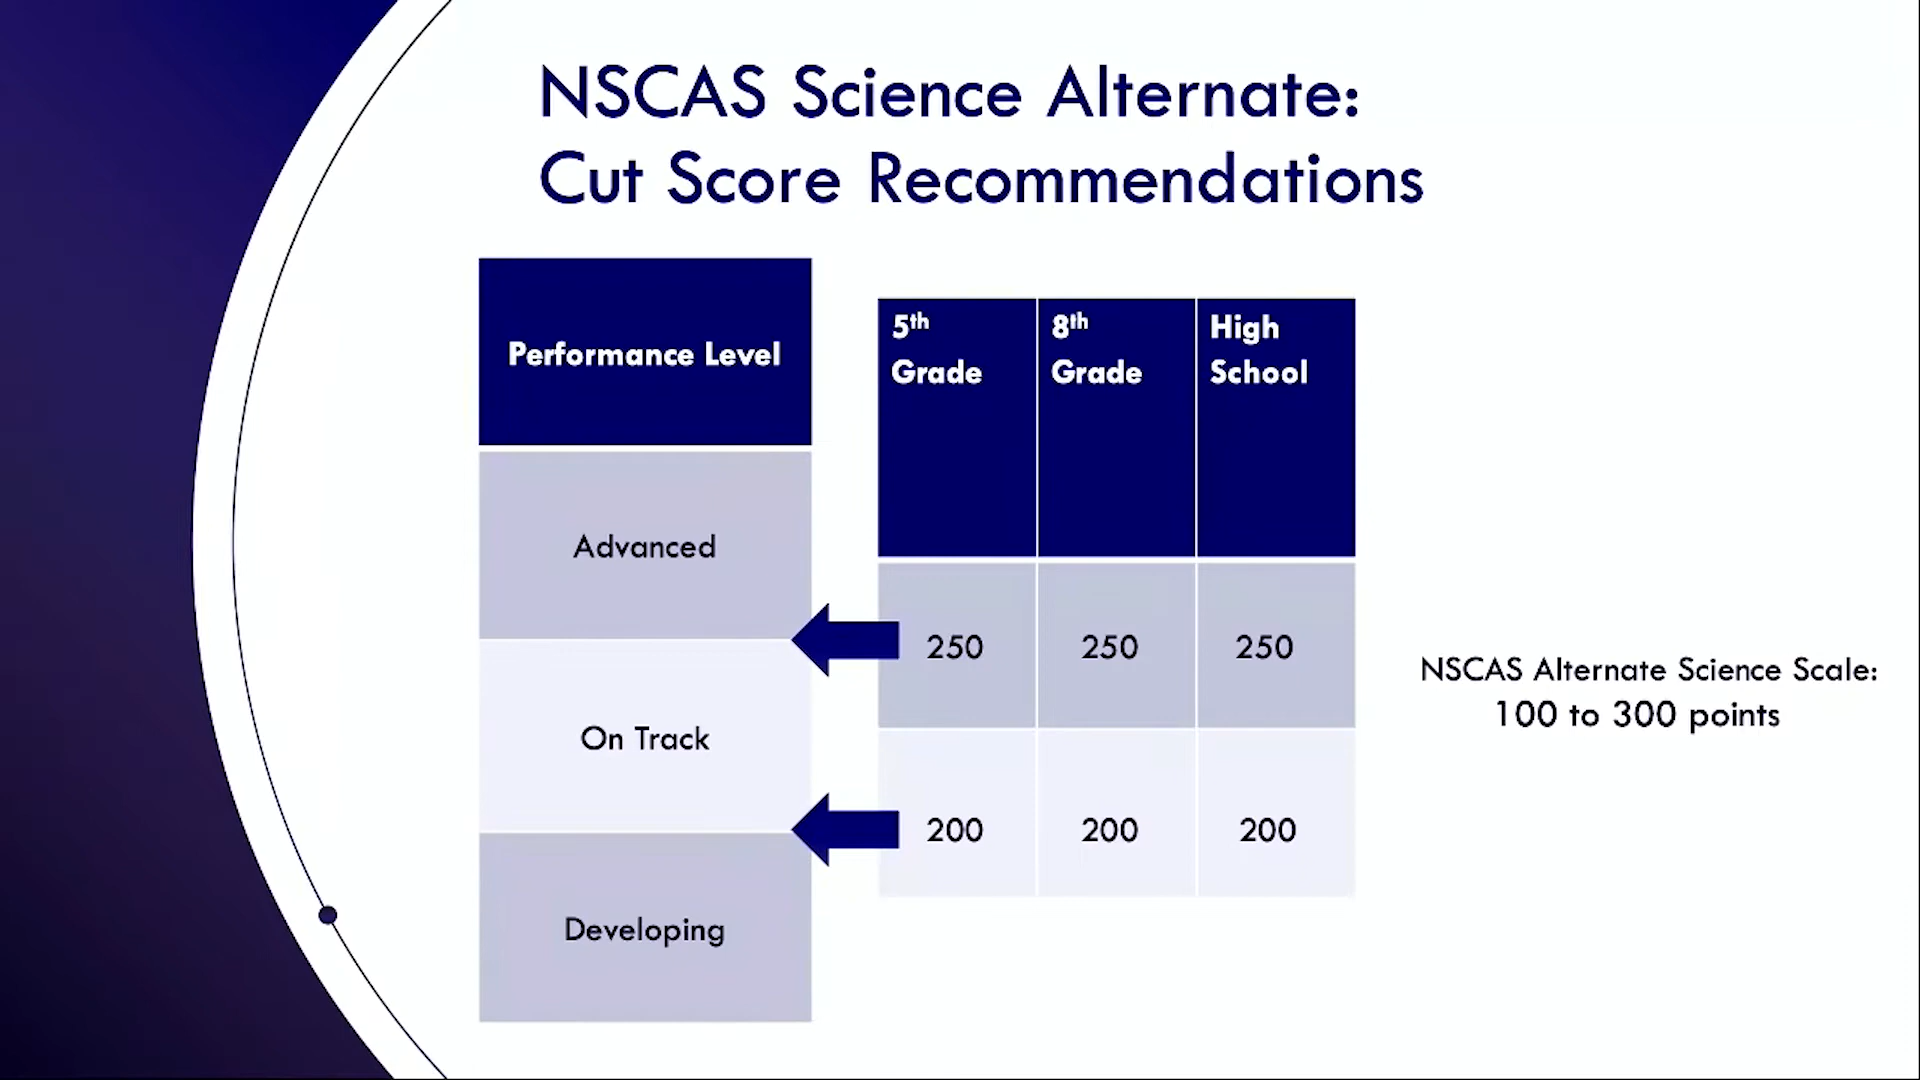 NSCAS Science Alternate:
Cut Score Recommendations
Performance Level
Advanced
On Track
Developing
5th Grade
8th Grade
High School
250 250 250
200 200 200
NSCAS Alternate Science Scale:
100 to 300 points